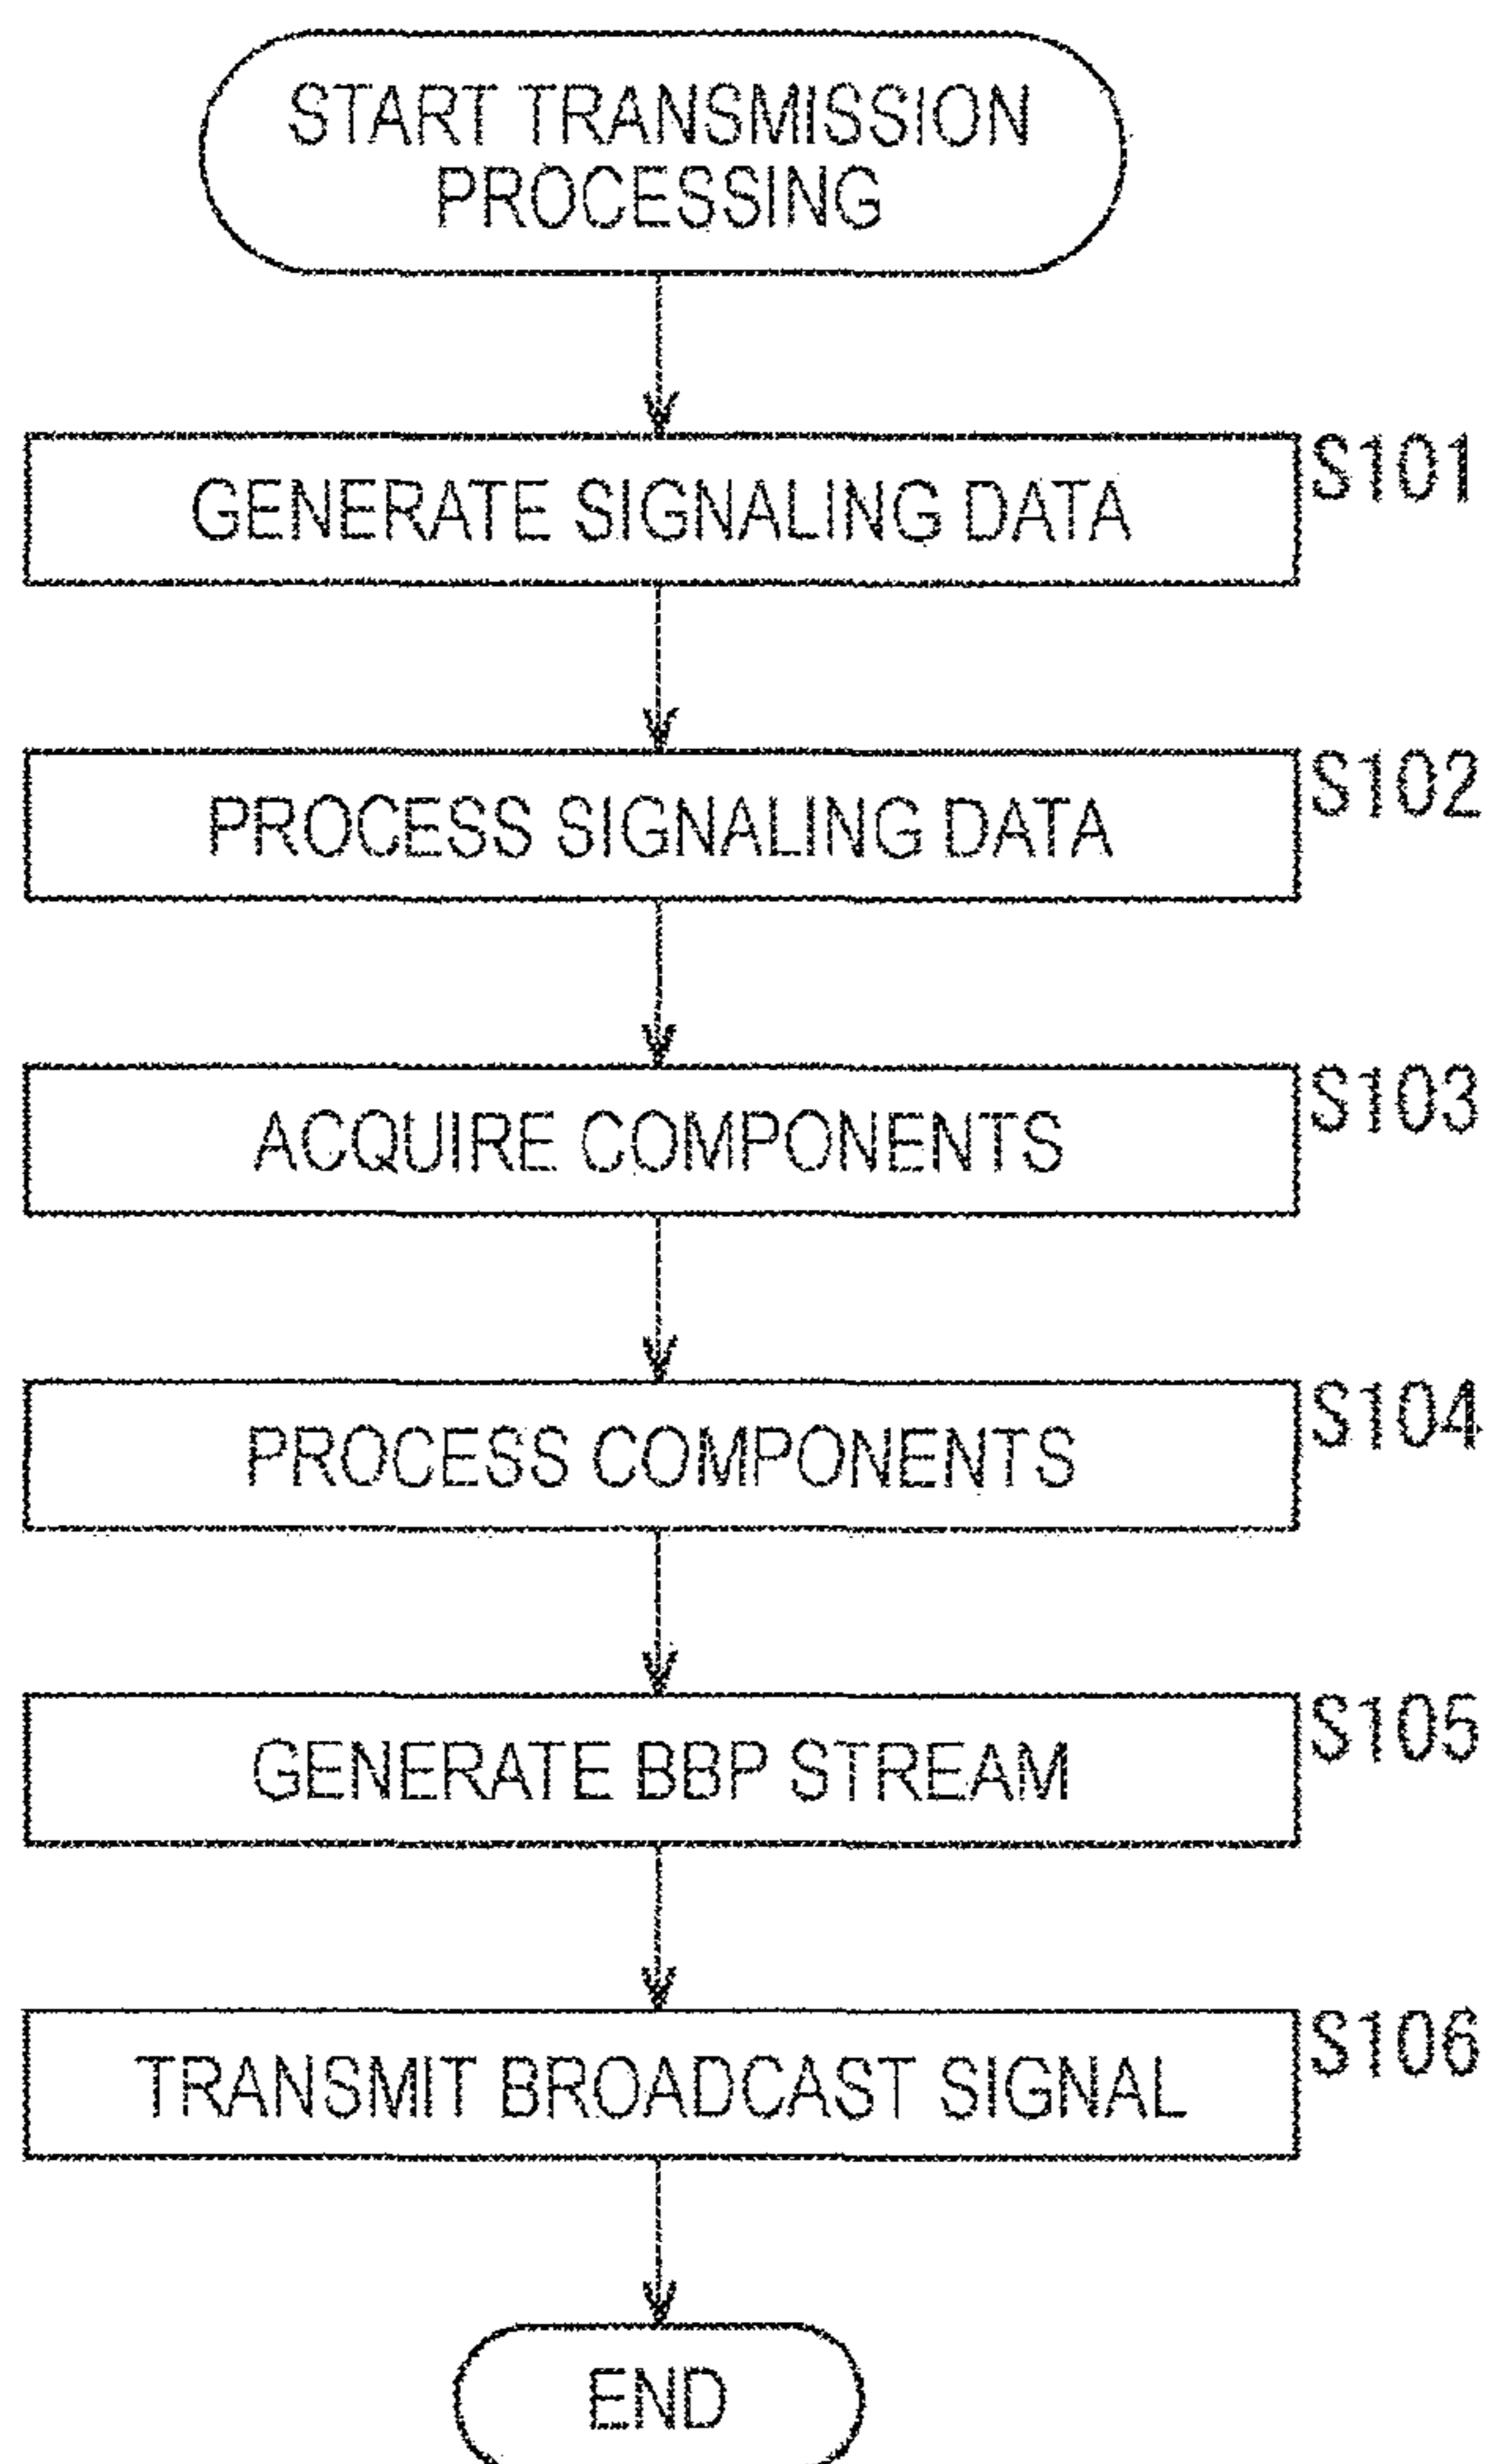 START TRANSMISSION
PROCESSING
GENERATE SIGNALING DATA
S101
PROCESS SIGNALING DATA
S102
ACQUIRE COMPONENTS
S103
PROCESS COMPONENTS
S104
GENERATE BBP STREAM
S105
TRANSMIT BROADCAST SIGNAL
S106
END